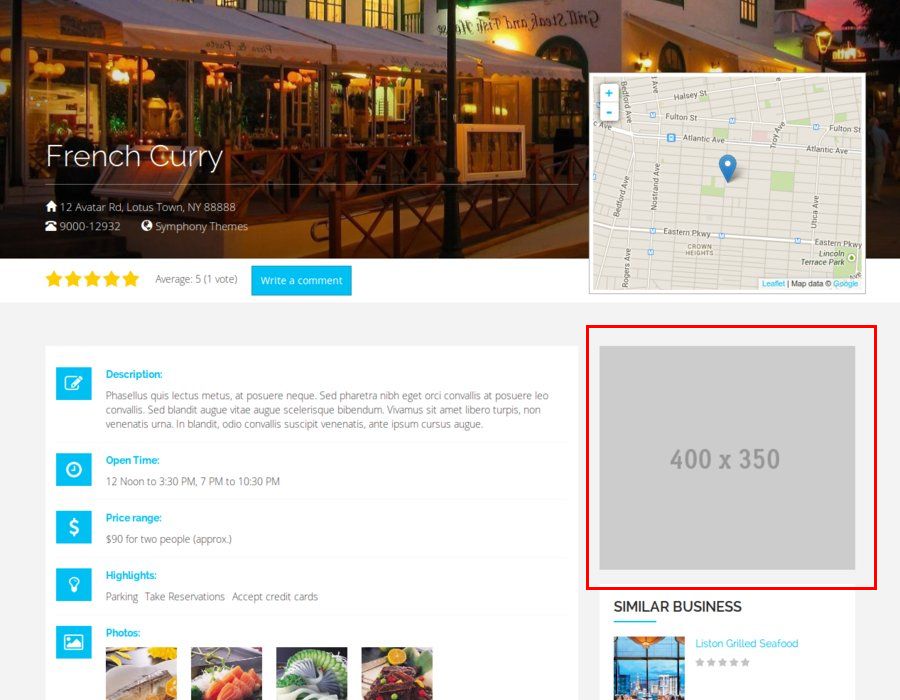 Grill, Steak and Fish House
Pizza & Pasta
French Curry
12 Avatar Rd, Lotus Town, NY 88888
9000-12932 Symphony Themes
Average: 5 (1 vote)
Write a comment
+
-
Bedford Ave
Halsey St
Fulton St
Fulton St
Troy Ave
Atlantic Ave
Atlantic Ave
Bedford Ave
Nostrand Ave
Utica Ave
Eastern Pkwy
Eastern Pkwy
CROWN
HEIGHTS
Lincoln
Terrace Park
Rogers Ave
Leaflet | Map data © Google
Description:
Phasellus quis lectus metus, at posuere neque. Sed pharetra nibh eget orci convallis at posuere leo
convallis. Sed blandit augue vitae augue scelerisque bibendum. Vivamus sit amet libero turpis, non
venenatis urna. In blandit, odio convallis suscipit venenatis, ante ipsum cursus augue.
Open Time:
12 Noon to 3:30 PM, 7 PM to 10:30 PM
Price range:
$90 for two people (approx.)
Highlights:
Parking Take Reservations Accept credit cards
Photos:
400 x 350
SIMILAR BUSINESS
Liston Grilled Seafood